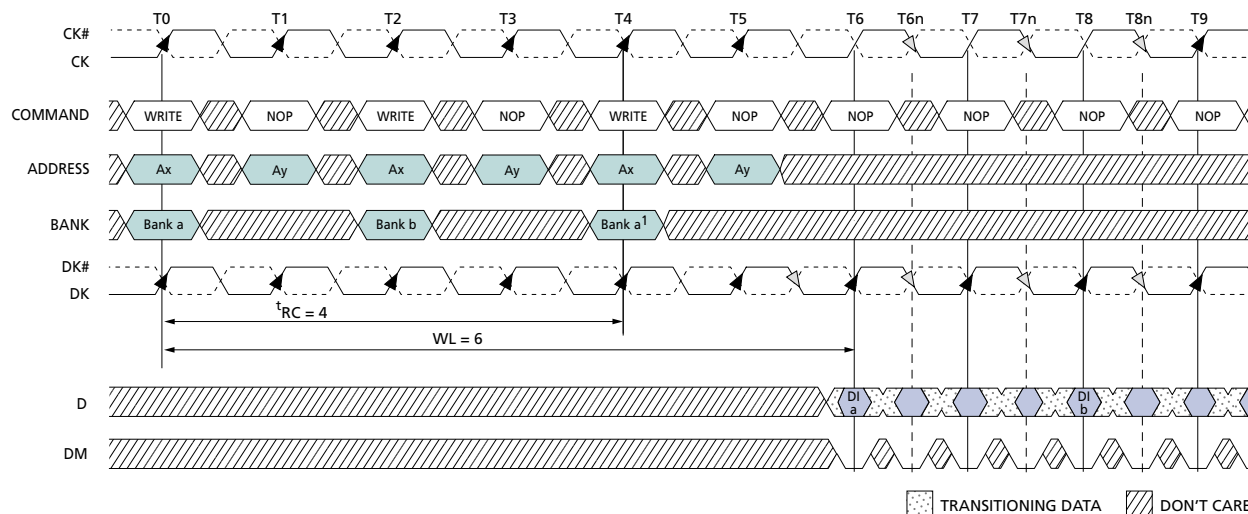 T0 T1 T2 T3 T4 T5 T6 T6n T7 T7n T8 T8n T9
CK#
CK
COMMAND WRITE NOP WRITE NOP WRITE NOP NOP NOP NOP NOP
ADDRESS Ax Ay Ax Ay Ax Ay
BANK Bank a Bank b Bank a1
DK#
DK
tRC = 4
WL = 6
D DI a DI b
DM
TRANSITIONING DATA DON'T CARE